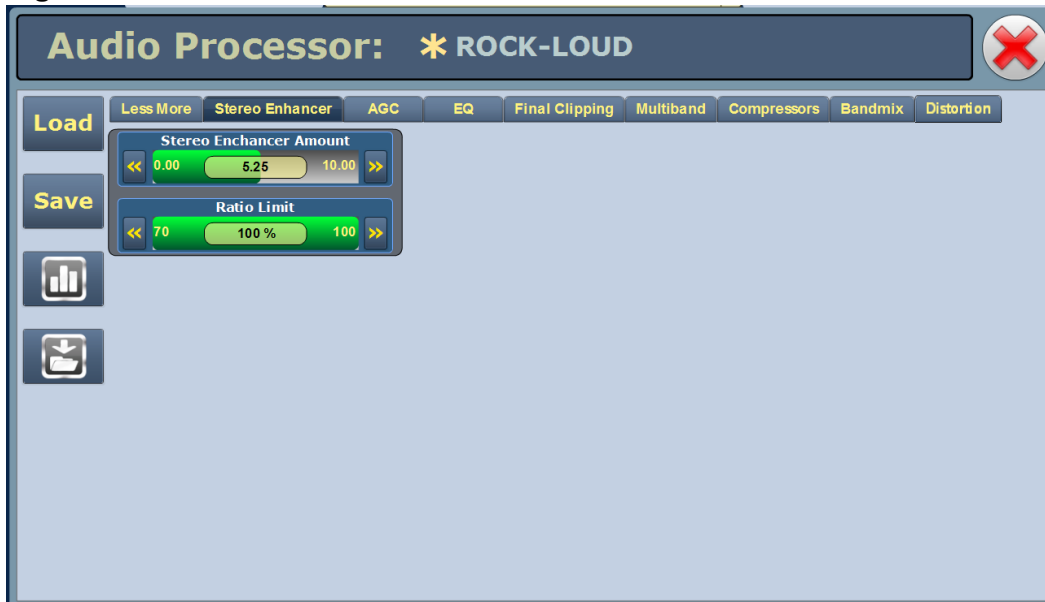 Audio Processor: * ROCK-LOUD
Load
Save
Less More Stereo Enhancer AGC EQ Final Clipping Multiband Compressors Bandmix Distortion
Stereo Enchancer Amount
« 0.00 5.25 10.00 »
Ratio Limit
« 70 100 % 100 »